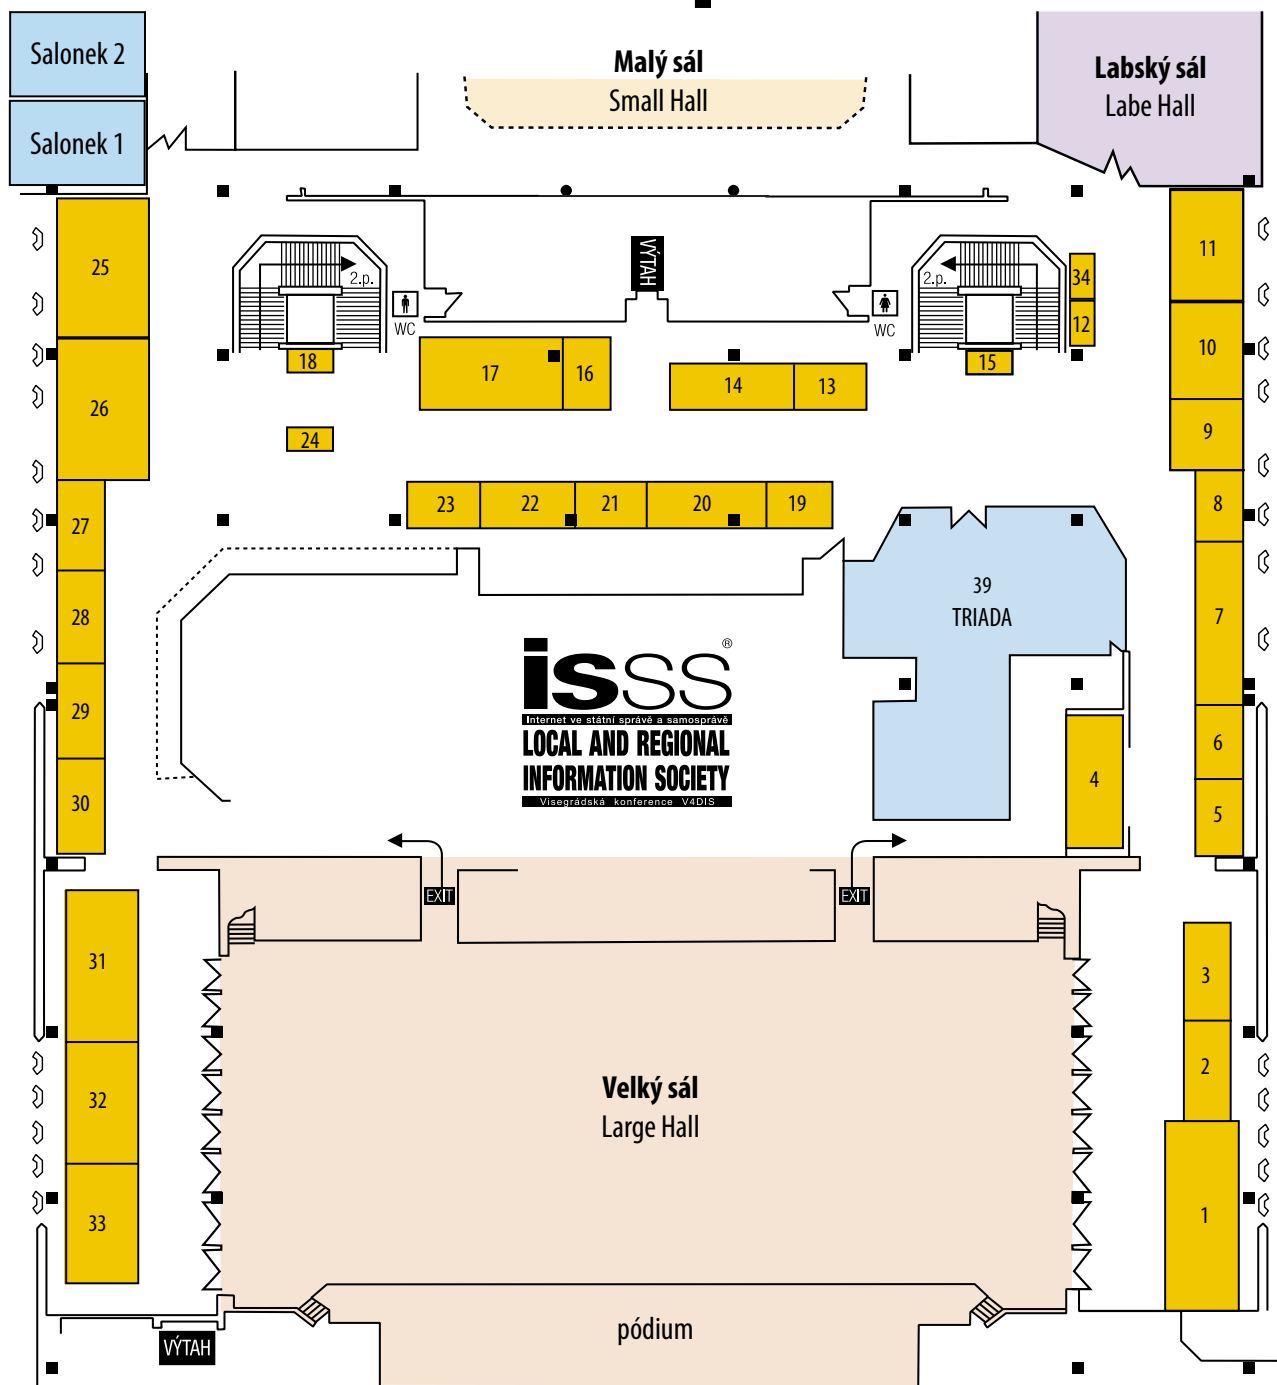 Salonek 2
Malý sál
Small Hall
Labský sál
Labe Hall
Salonek 1
25
VÝTAH
11
2.p.
2.p.
34
WC
WC
12
10
18
17
16
14
13
15
26
24
9
23
22
21
20
19
8
27
39
TRIADA
28
7
isss®
Internet ve státní správě a samosprávě
LOCAL AND REGIONAL
INFORMATION SOCIETY
Visegrádská konference V4DIS
29
6
4
30
5
EXIT
EXIT
31
3
2
32
Velký sál
Large Hall
33
1
pódium
VÝTAH